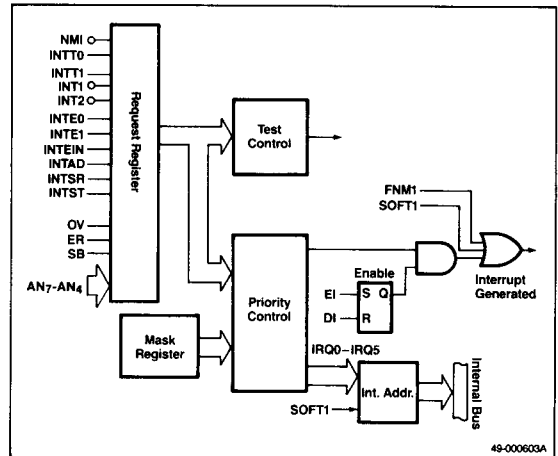 NMI
INTT0
INTT1
INT1
INT2
INTE0
INTE1
INTEIN
INTAD
INTSR
INTST
OV
ER
SB
AN7-AN4
Request Register
Test
Control
FNM1
SOFT1
Interrupt
Generated
Priority
Control
Enable
EI
S Q
DI
R
Mask
Register
IRQ0-IRQ5
Int. Addr.
SOFT1
Internal Bus
49-000603A